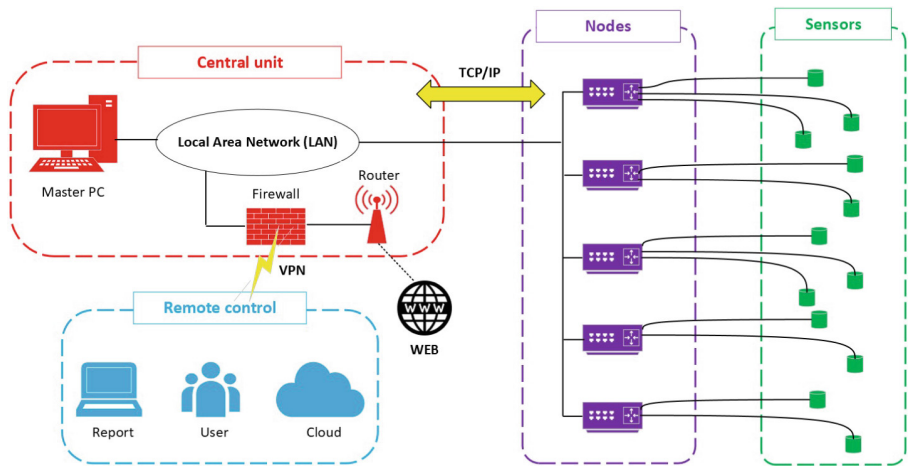 Central unit
Master PC
Local Area Network (LAN)
Firewall
Router
TCP/IP
VPN
WWW
WEB
Remote control
Report
User
Cloud
Nodes
Sensors